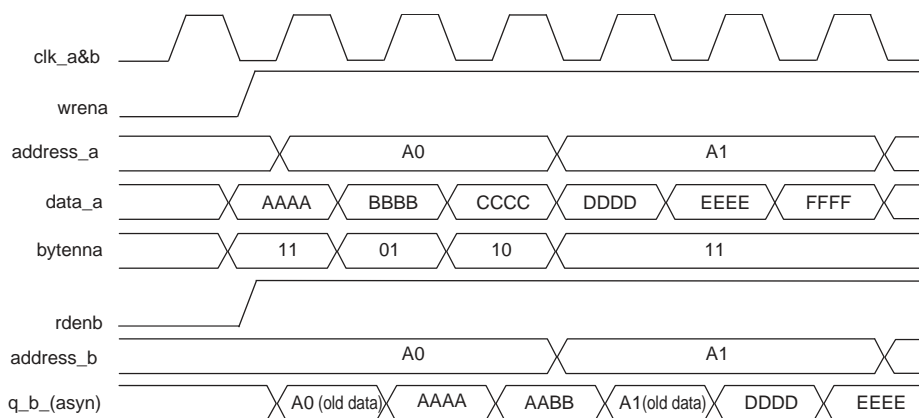 clk_a&b
wrena
address_a A0 A1
data_a AAAA BBBB CCCC DDDD EEEE FFFF
bytenna 11 01 10 11
rdenb
address_b A0 A1
q_b_(asyn) A0 (old data) AAAA AABB A1(old data) DDDD EEEE